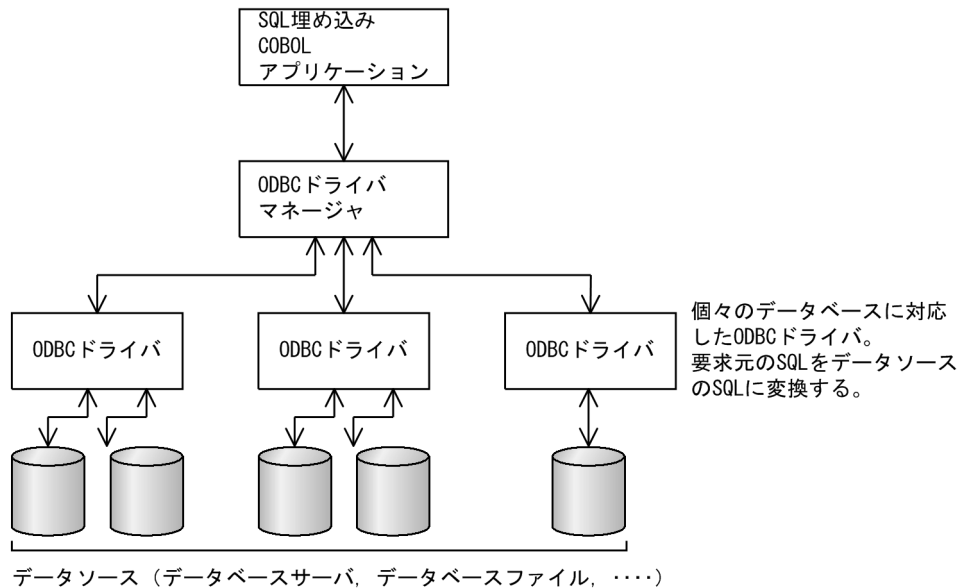 SQL埋め込み
COBOL
アプリケーション
ODBCドライバ
マネージャ
ODBCドライバ
ODBCドライバ
ODBCドライバ
個々のデータベースに対応
したODBCドライバ。
要求元のSQLをデータソース
のSQLに変換する。
データソース（データベースサーバ, データベースファイル, ････）